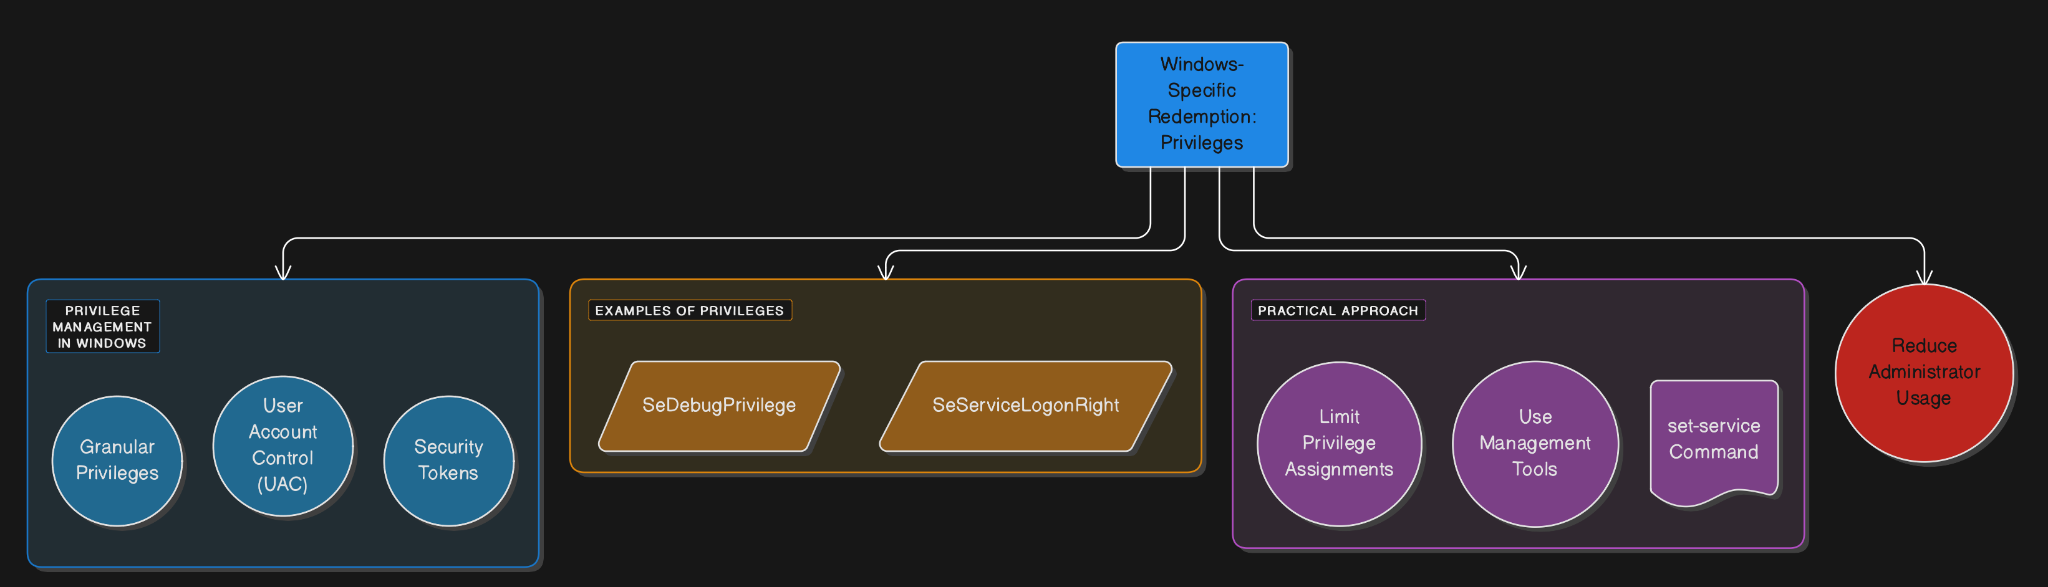 Windows-
Specific
Redemption:
Privileges
PRIVILEGE
MANAGEMENT
IN WINDOWS
Granular
Privileges
User
Account
Control
(UAC)
Security
Tokens
EXAMPLES OF PRIVILEGES
SeDebugPrivilege
SeServiceLogonRight
PRACTICAL APPROACH
Limit
Privilege
Assignments
Use
Management
Tools
set-service
Command
Reduce
Administrator
Usage